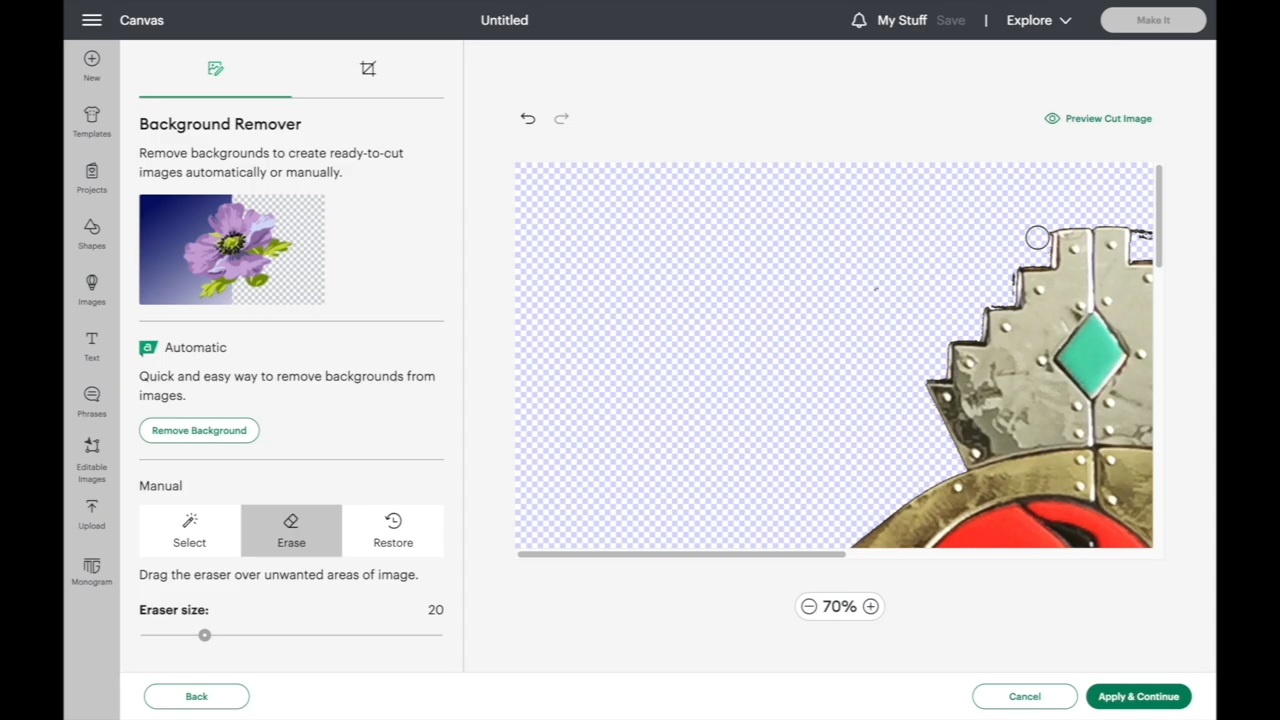 Canvas
Untitled
My Stuff
Save
|
Explore
Make It
New
Templates
Projects
Shapes
Images
Text
Phrases
Editable
Images
Upload
Monogram
Background Remover
Remove backgrounds to create ready-to-cut
images automatically or manually.
a Automatic
Quick and easy way to remove backgrounds from
images.
Remove Background
Manual
Select
Erase
Restore
Drag the eraser over unwanted areas of image.
Eraser size:
20
Preview Cut Image
70%
Back
Cancel
Apply & Continue